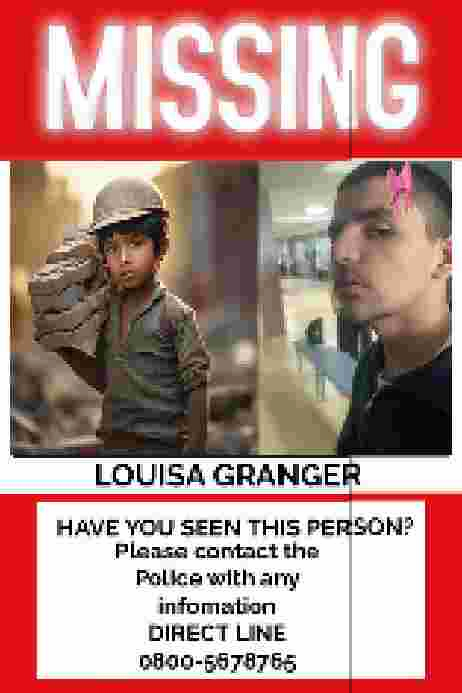 MISSING
LOUISA GRANGER
HAVE YOU SEEN THIS PERSON?
Please contact the
Police with any
infomation
DIRECT LINE
0800-5678765